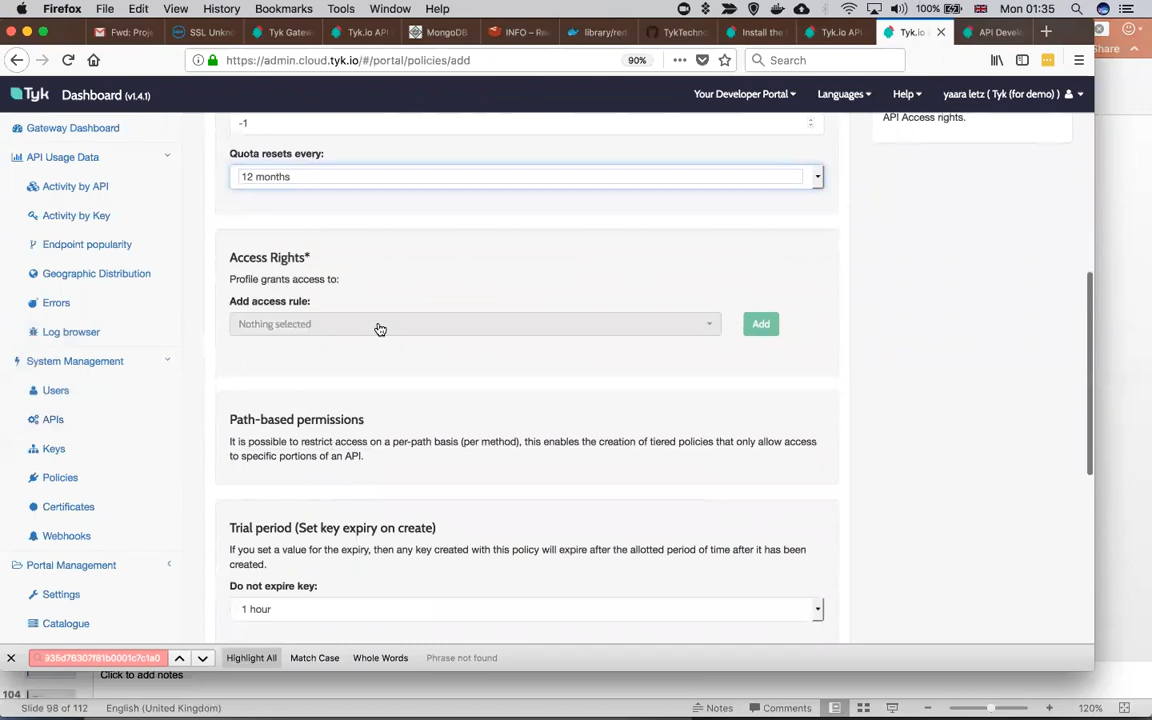 Firefox File Edit View History Bookmarks Tools Window Help 100% Mon 01:35
Fwd: Proje SSL Unkno Tyk Gatew Tyk.io API MongoDB INFO – Ra library/red TykTechno Install the Tyk.io API Tyk.io API Develo
https://admin.cloud.tyk.io/#/portal/policies/add 90% Search Share
Tyk Dashboard (v1.4.1) Your Developer Portal Languages Help yaara letz ( Tyk (for demo) )
API Access rights.
-1
Gateway Dashboard
API Usage Data
Activity by API
Activity by Key
Endpoint popularity
Geographic Distribution
Errors
Log browser
System Management
Users
APIs
Keys
Policies
Certificates
Webhooks
Portal Management
Settings
Catalogue
Quota resets every:
12 months
Access Rights*
Profile grants access to:
Add access rule:
Nothing selected Add
Path-based permissions
It is possible to restrict access on a per-path basis (per method), this enables the creation of tiered policies that only allow access
to specific portions of an API.
Trial period (Set key expiry on create)
If you set a value for the expiry, then any key created with this policy will expire after the allotted period of time after it has been
created.
Do not expire key:
1 hour
935d76307f81b0001c7c1a0 Highlight All Match Case Whole Words Phrase not found
Click to add notes
104
Slide 98 of 112 English (United Kingdom) Notes Comments 120%